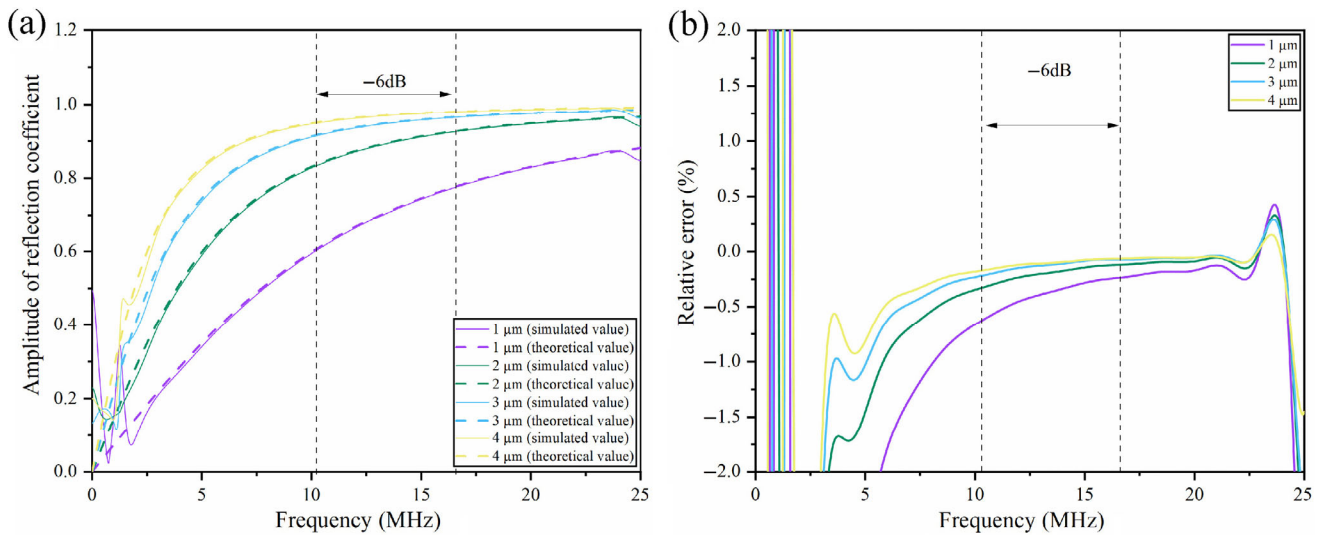 (a)
Amplitude of reflection coefficient
1.2
1.0
0.8
0.6
0.4
0.2
0.0
−6dB
1 μm (simulated value)
1 μm (theoretical value)
2 μm (simulated value)
2 μm (theoretical value)
3 μm (simulated value)
3 μm (theoretical value)
4 μm (simulated value)
4 μm (theoretical value)
0 5 10 15 20 25
Frequency (MHz)
(b)
Relative error (%)
2.0
1.5
1.0
0.5
0.0
−0.5
−1.0
−1.5
−2.0
−6dB
1 μm
2 μm
3 μm
4 μm
0 5 10 15 20 25
Frequency (MHz)